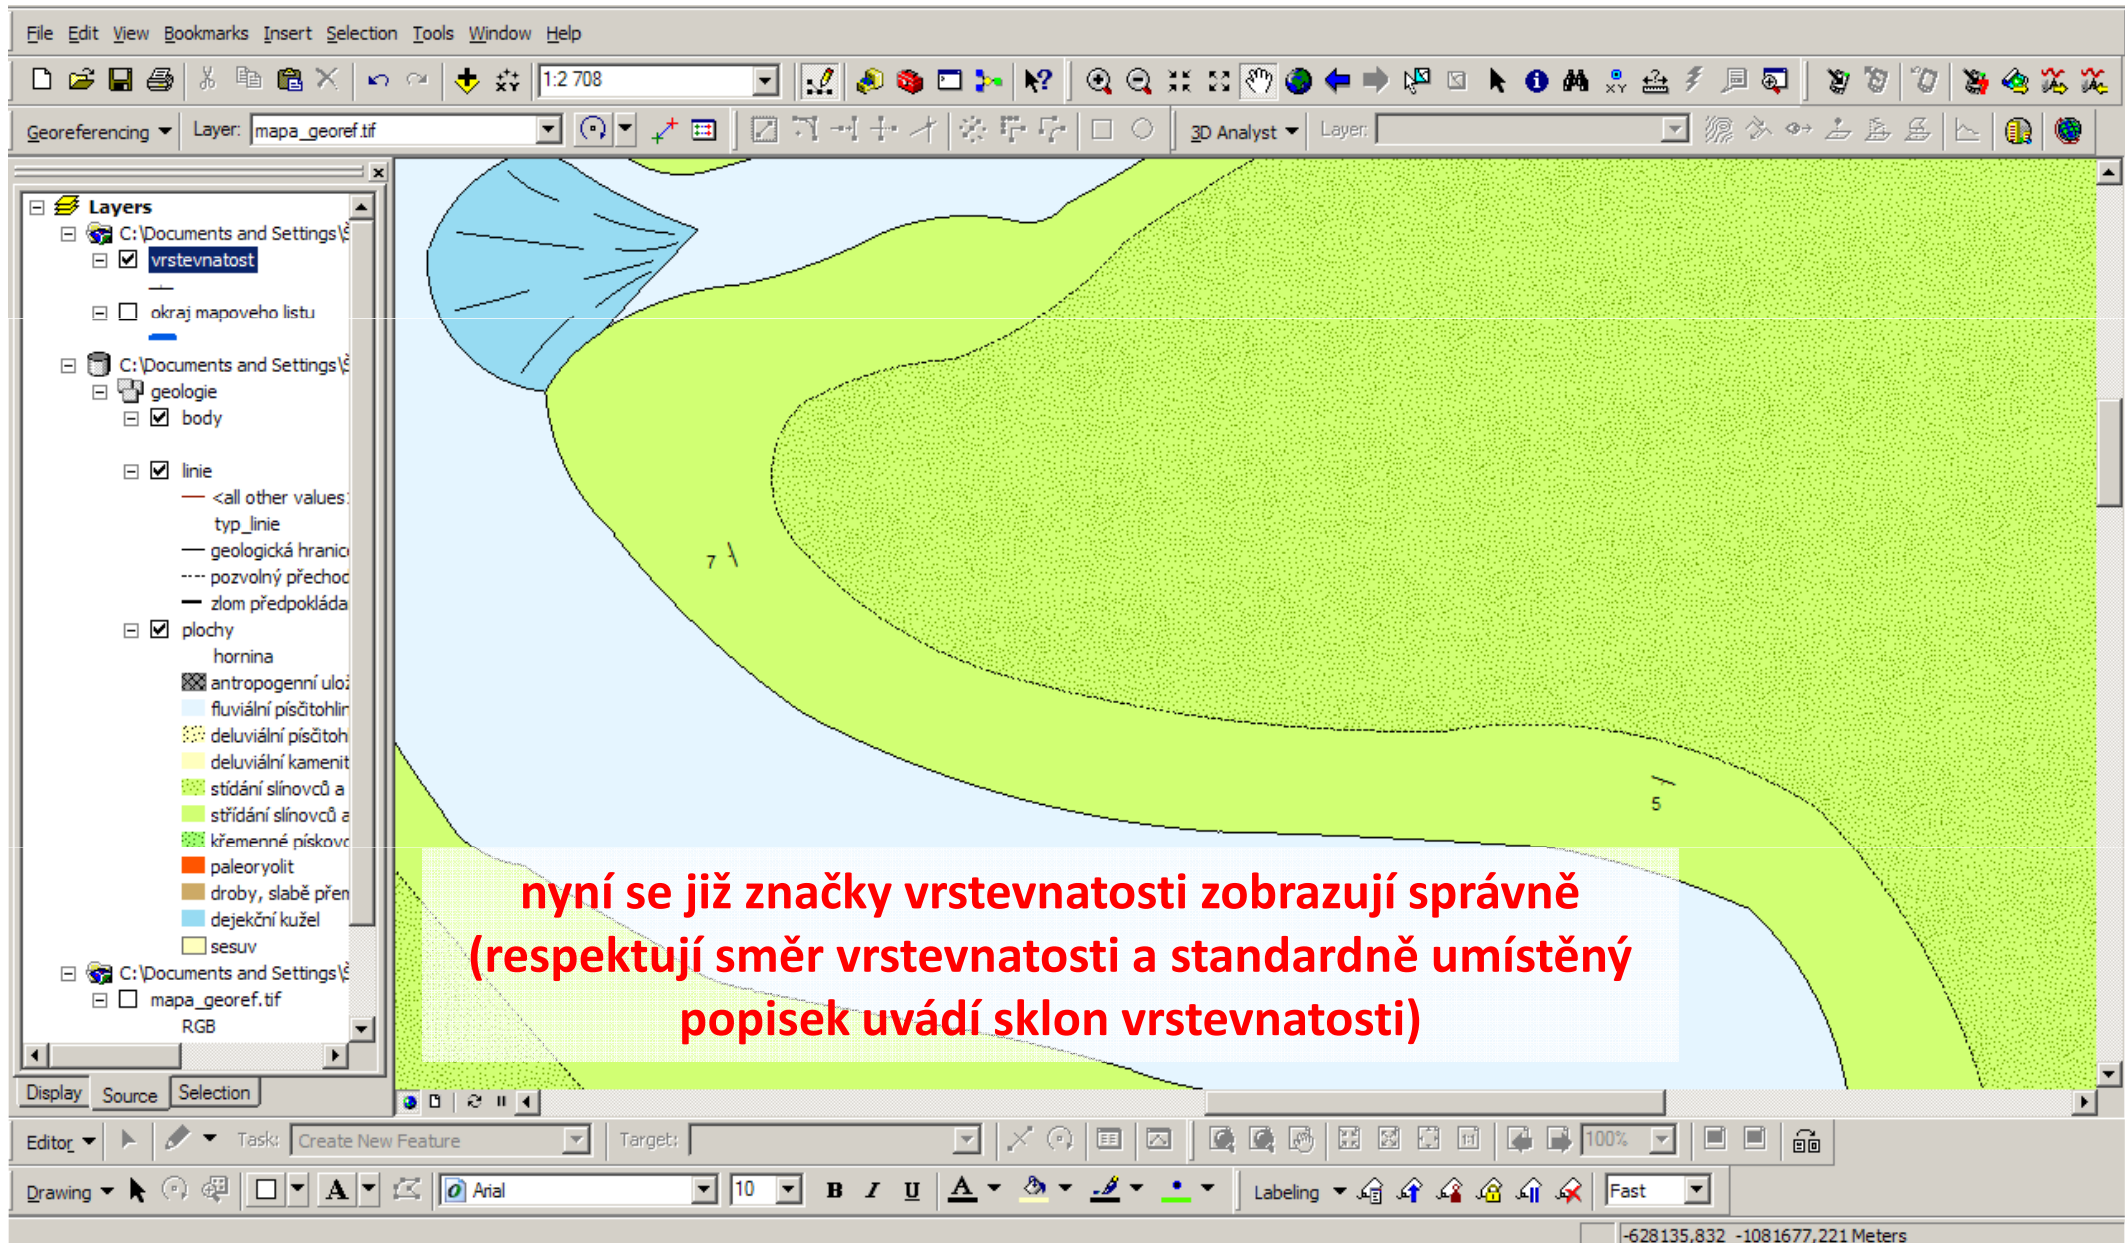 File Edit View Bookmarks Insert Selection Tools Window Help
1:2 708
Georeferencing Layer: mapa_georef.tif 3D Analyst Layer:
Layers
C:\Documents and Settings\Š
vrstevnatost
okraj mapoveho listu
C:\Documents and Settings\Š
geologie
body
linie
<all other values>
typ_linie
geologická hranice
pozvolný přechod
zlom předpokláda
plochy
hornina
antropogenní ulož
fluviální písčitohlin
deluviální písčitoh
deluviální kamenit
stídání slínovců a
střídání slínovců a
křemenné pískovc
paleoryolit
droby, slabě přem
dejekční kužel
sesuv
C:\Documents and Settings\Š
mapa_georef.tif
RGB
Display Source Selection
7
5
nyní se již značky vrstevnatosti zobrazují správně
(respektují směr vrstevnatosti a standardně umístěný
popisek uvádí sklon vrstevnatosti)
Editor Task: Create New Feature Target: 1:1 100%
Drawing A Arial 10 B I U A Labeling Fast
-628135,832 -1081677,221 Meters